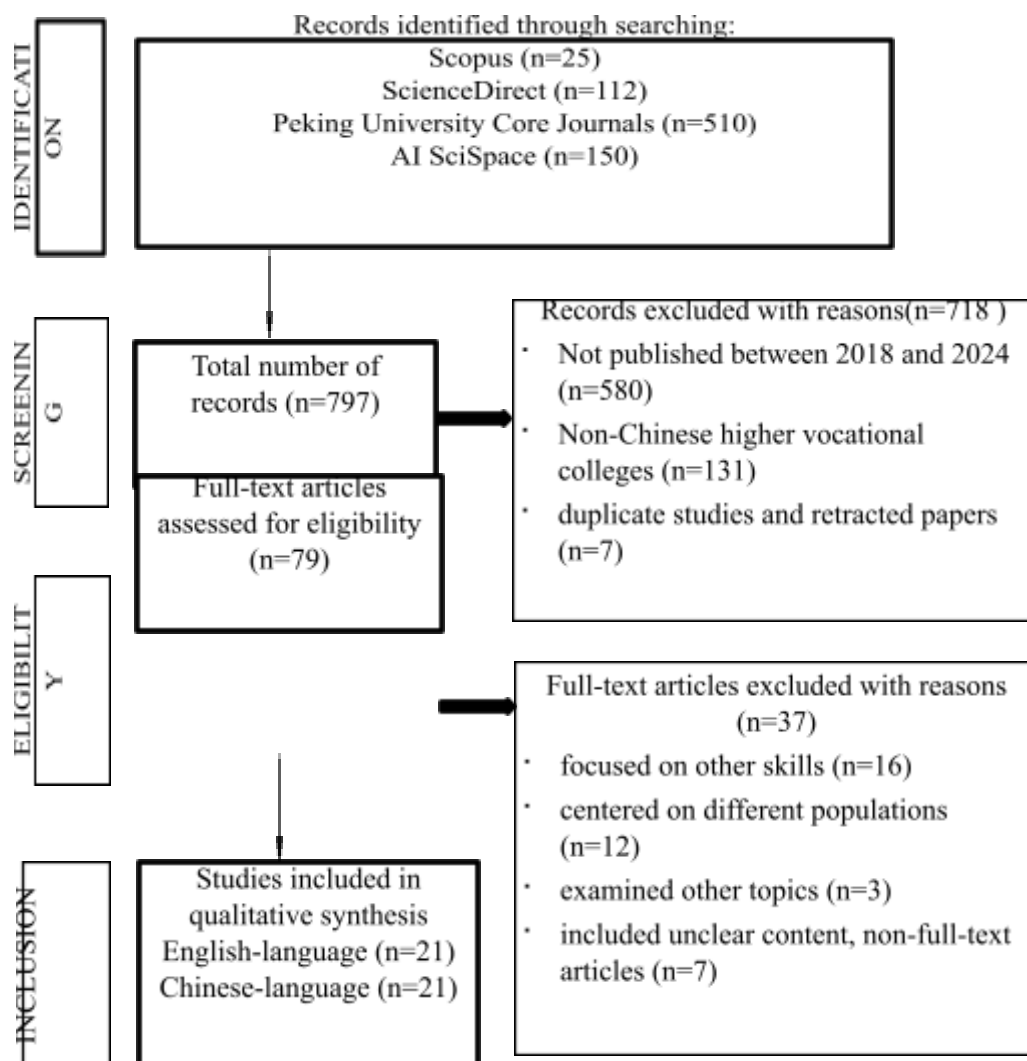 Records identified through searching:
Scopus (n=25)
ScienceDirect (n=112)
Peking University Core Journals (n=510)
AI SciSpace (n=150)
IDENTIFICATI
ON
SCREENIN
G
Total number of
records (n=797)
Records excluded with reasons(n=718 )
· Not published between 2018 and 2024
(n=580)
· Non-Chinese higher vocational
colleges (n=131)
· duplicate studies and retracted papers
(n=7)
Full-text articles
assessed for eligibility
(n=79)
ELIGIBILIT
Y
Full-text articles excluded with reasons
(n=37)
· focused on other skills (n=16)
· centered on different populations
(n=12)
· examined other topics (n=3)
· included unclear content, non-full-text
articles (n=7)
INCLUSION
Studies included in
qualitative synthesis
English-language (n=21)
Chinese-language (n=21)